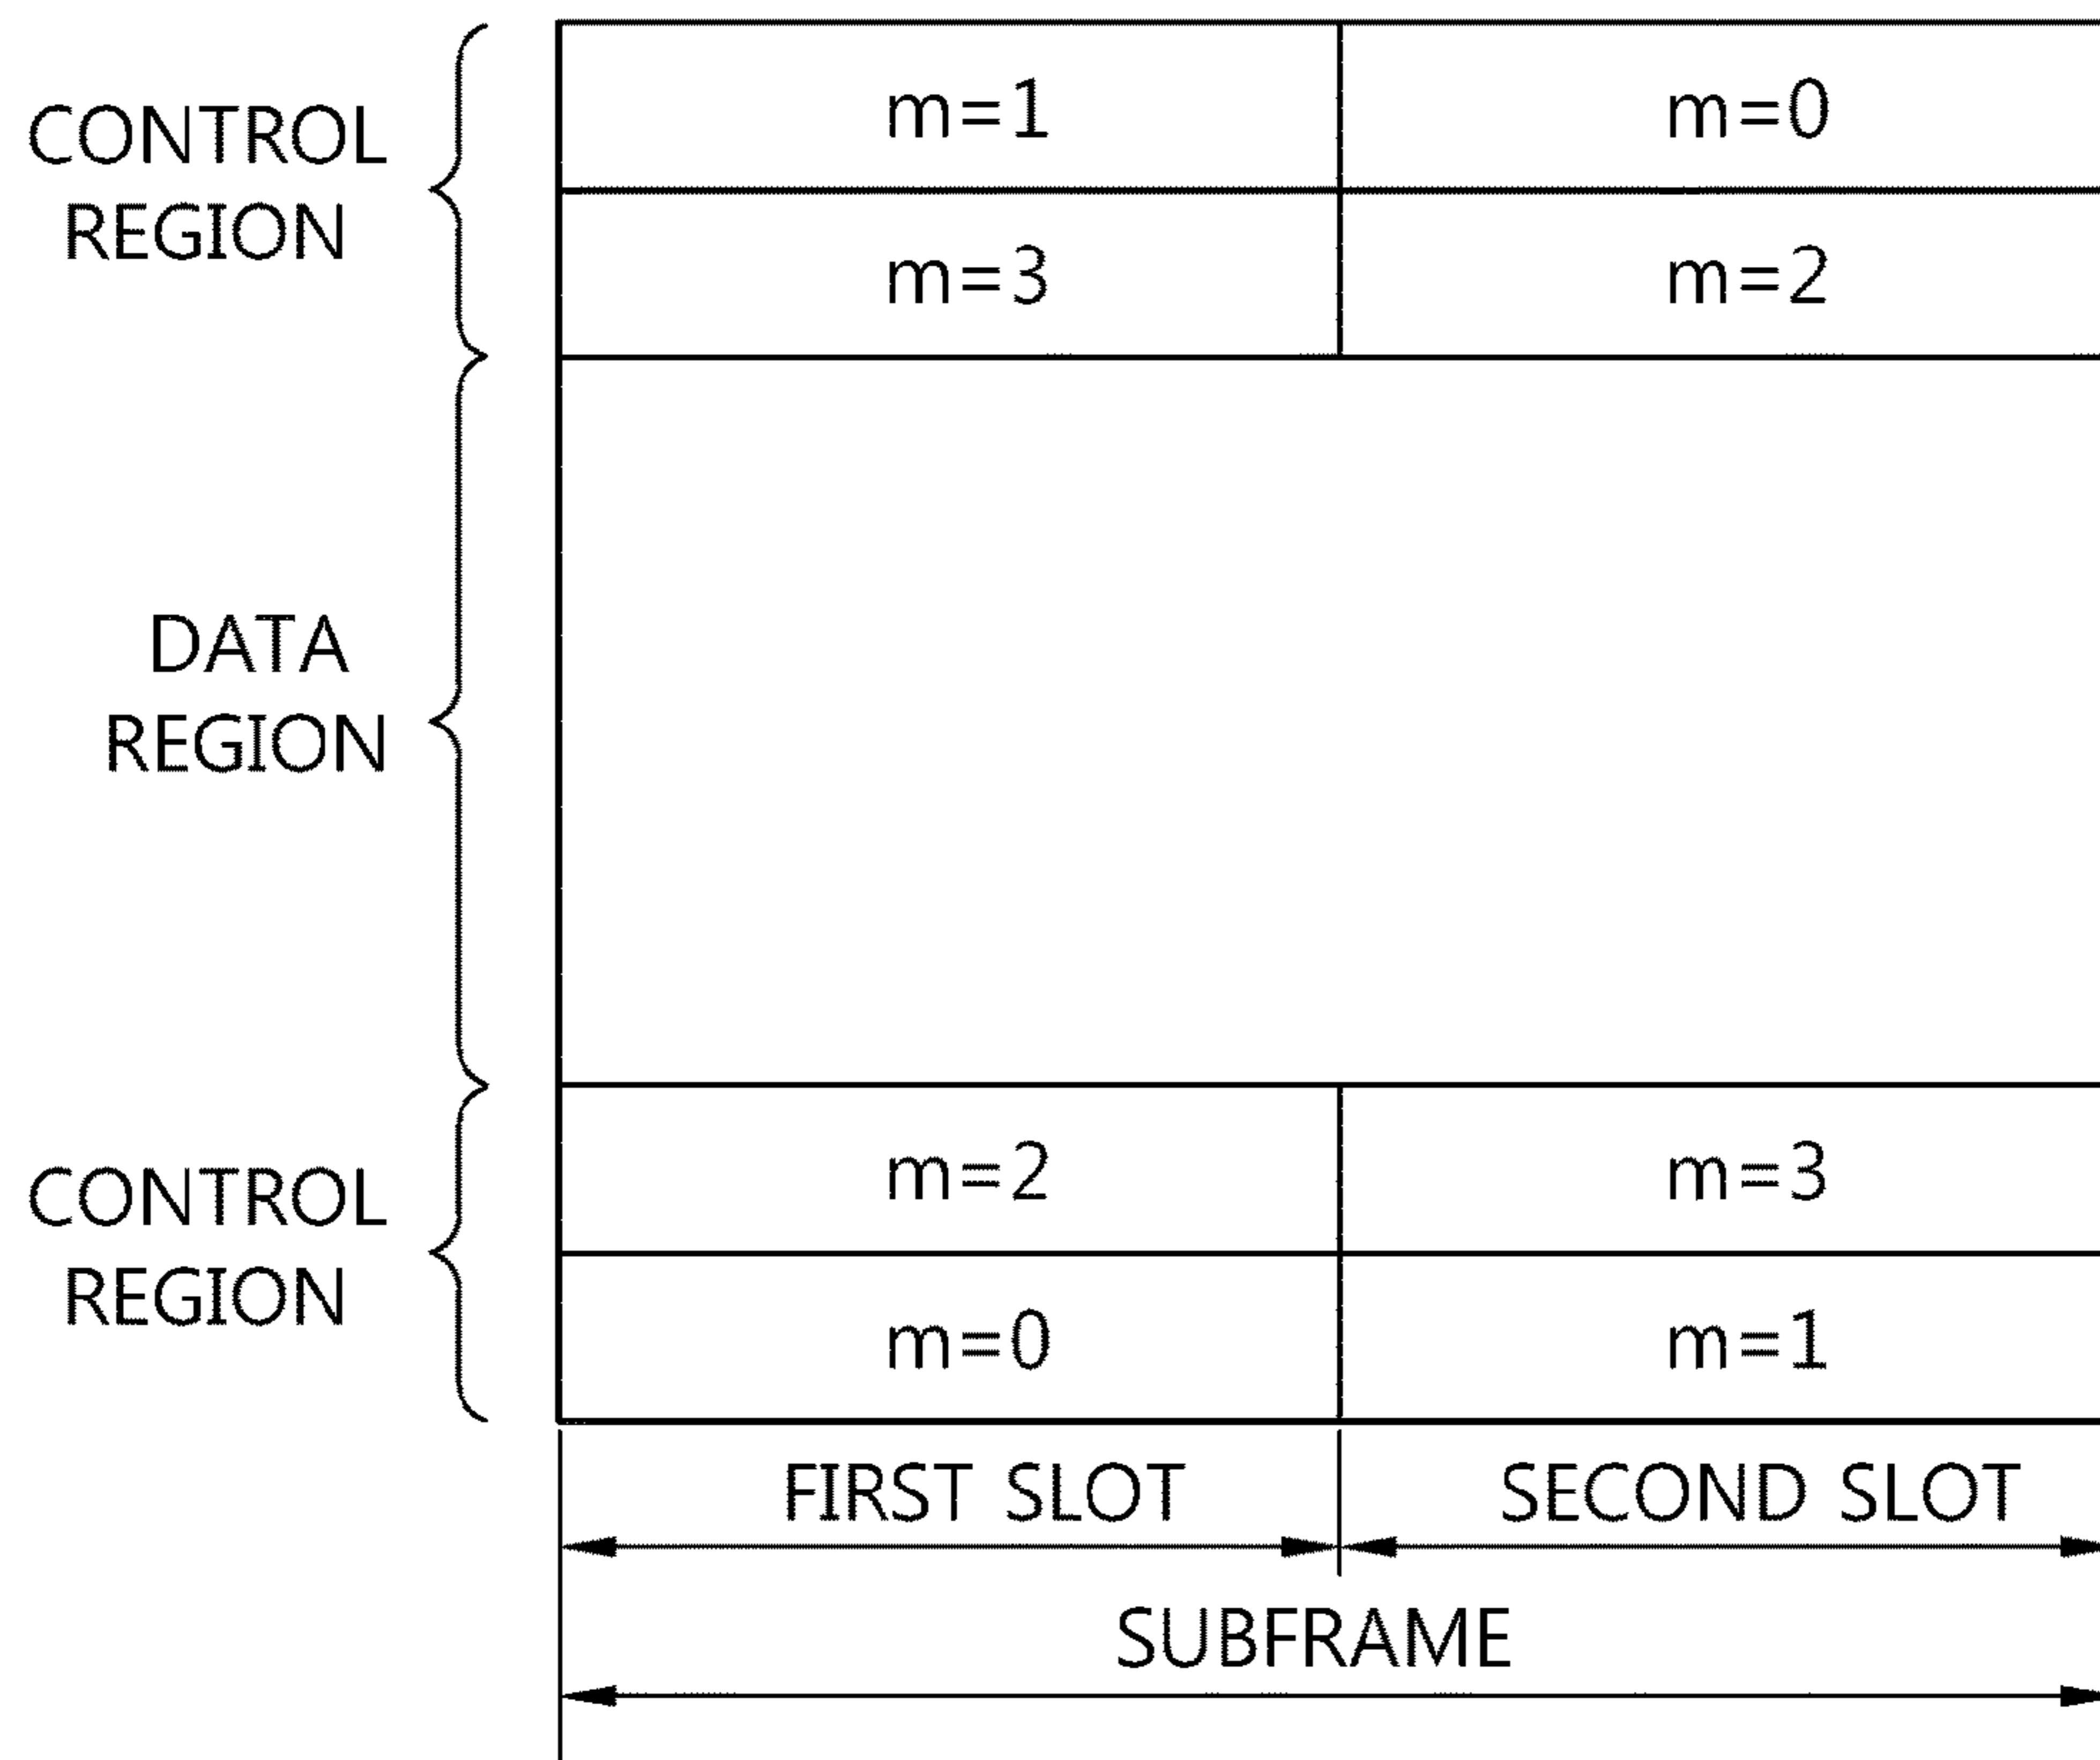 CONTROL
REGION
m=1
m=0
m=3
m=2
DATA
REGION
CONTROL
REGION
m=2
m=3
m=0
m=1
FIRST SLOT
SECOND SLOT
SUBFRAME